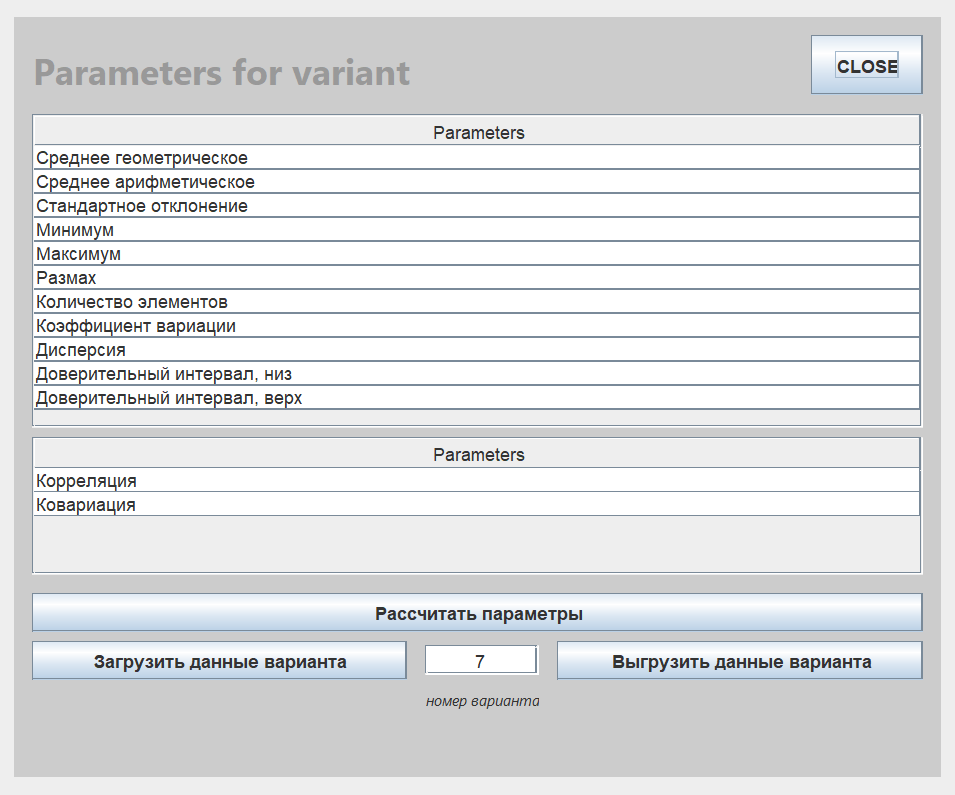 Parameters for variant
CLOSE
Parameters
Среднее геометрическое
Среднее арифметическое
Стандартное отклонение
Минимум
Максимум
Размах
Количество элементов
Коэффициент вариации
Дисперсия
Доверительный интервал, низ
Доверительный интервал, верх
Parameters
Корреляция
Ковариация
Рассчитать параметры
Загрузить данные варианта
7
Выгрузить данные варианта
номер варианта